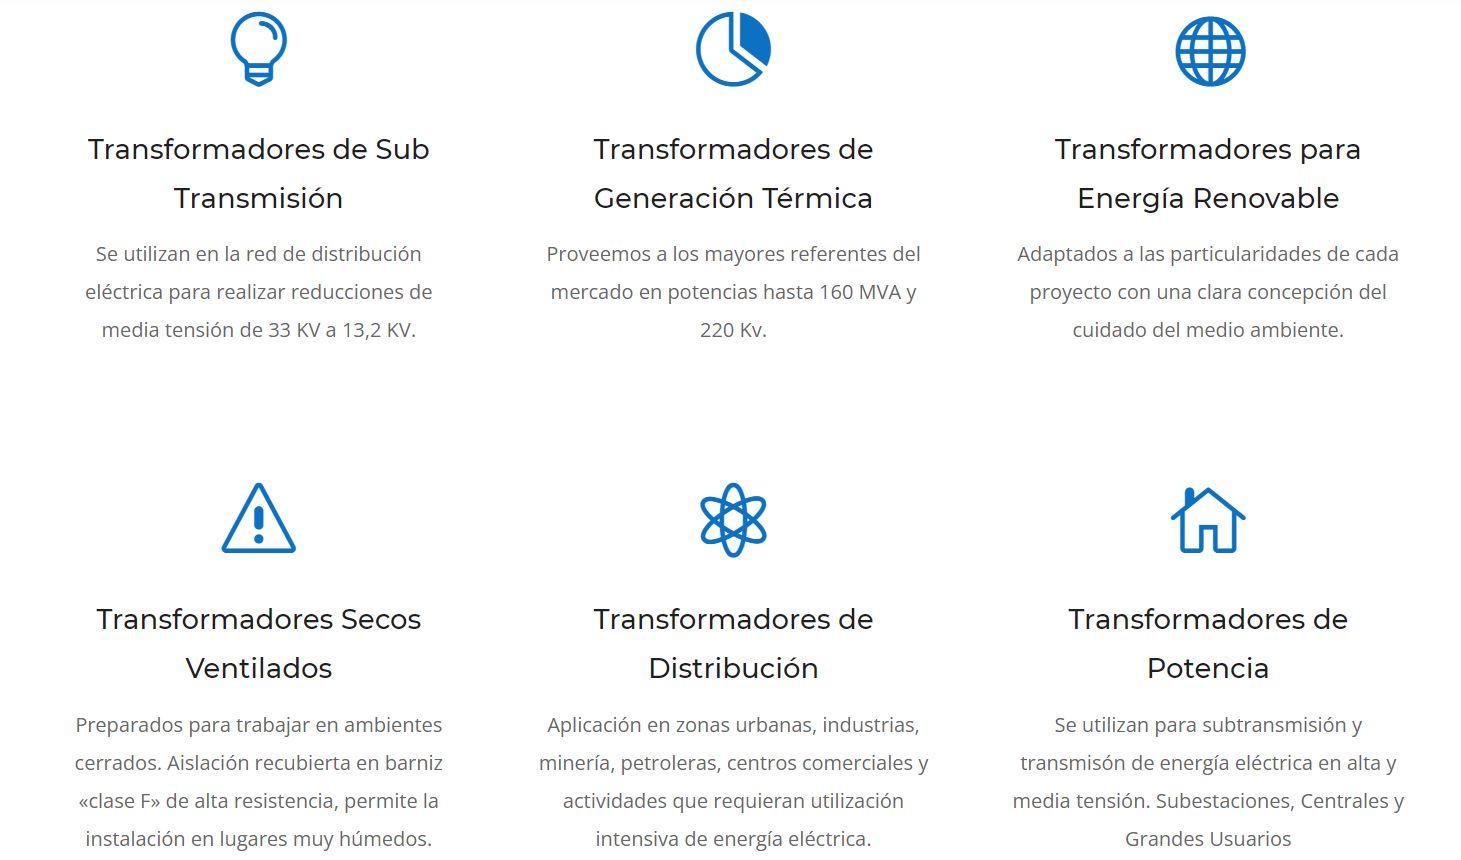 Transformadores de Sub
Transmisión
Se utilizan en la red de distribución
eléctrica para realizar reducciones de
media tensión de 33 KV a 13,2 KV.
Transformadores de
Generación Térmica
Proveemos a los mayores referentes del
mercado en potencias hasta 160 MVA y
220 Kv.
Transformadores para
Energía Renovable
Adaptados a las particularidades de cada
proyecto con una clara concepción del
cuidado del medio ambiente.
Transformadores Secos
Ventilados
Preparados para trabajar en ambientes
cerrados. Aislación recubierta en barniz
«clase F» de alta resistencia, permite la
instalación en lugares muy húmedos.
Transformadores de
Distribución
Aplicación en zonas urbanas, industrias,
minería, petroleras, centros comerciales y
actividades que requieran utilización
intensiva de energía eléctrica.
Transformadores de
Potencia
Se utilizan para subtransmisión y
transmisón de energía eléctrica en alta y
media tensión. Subestaciones, Centrales y
Grandes Usuarios